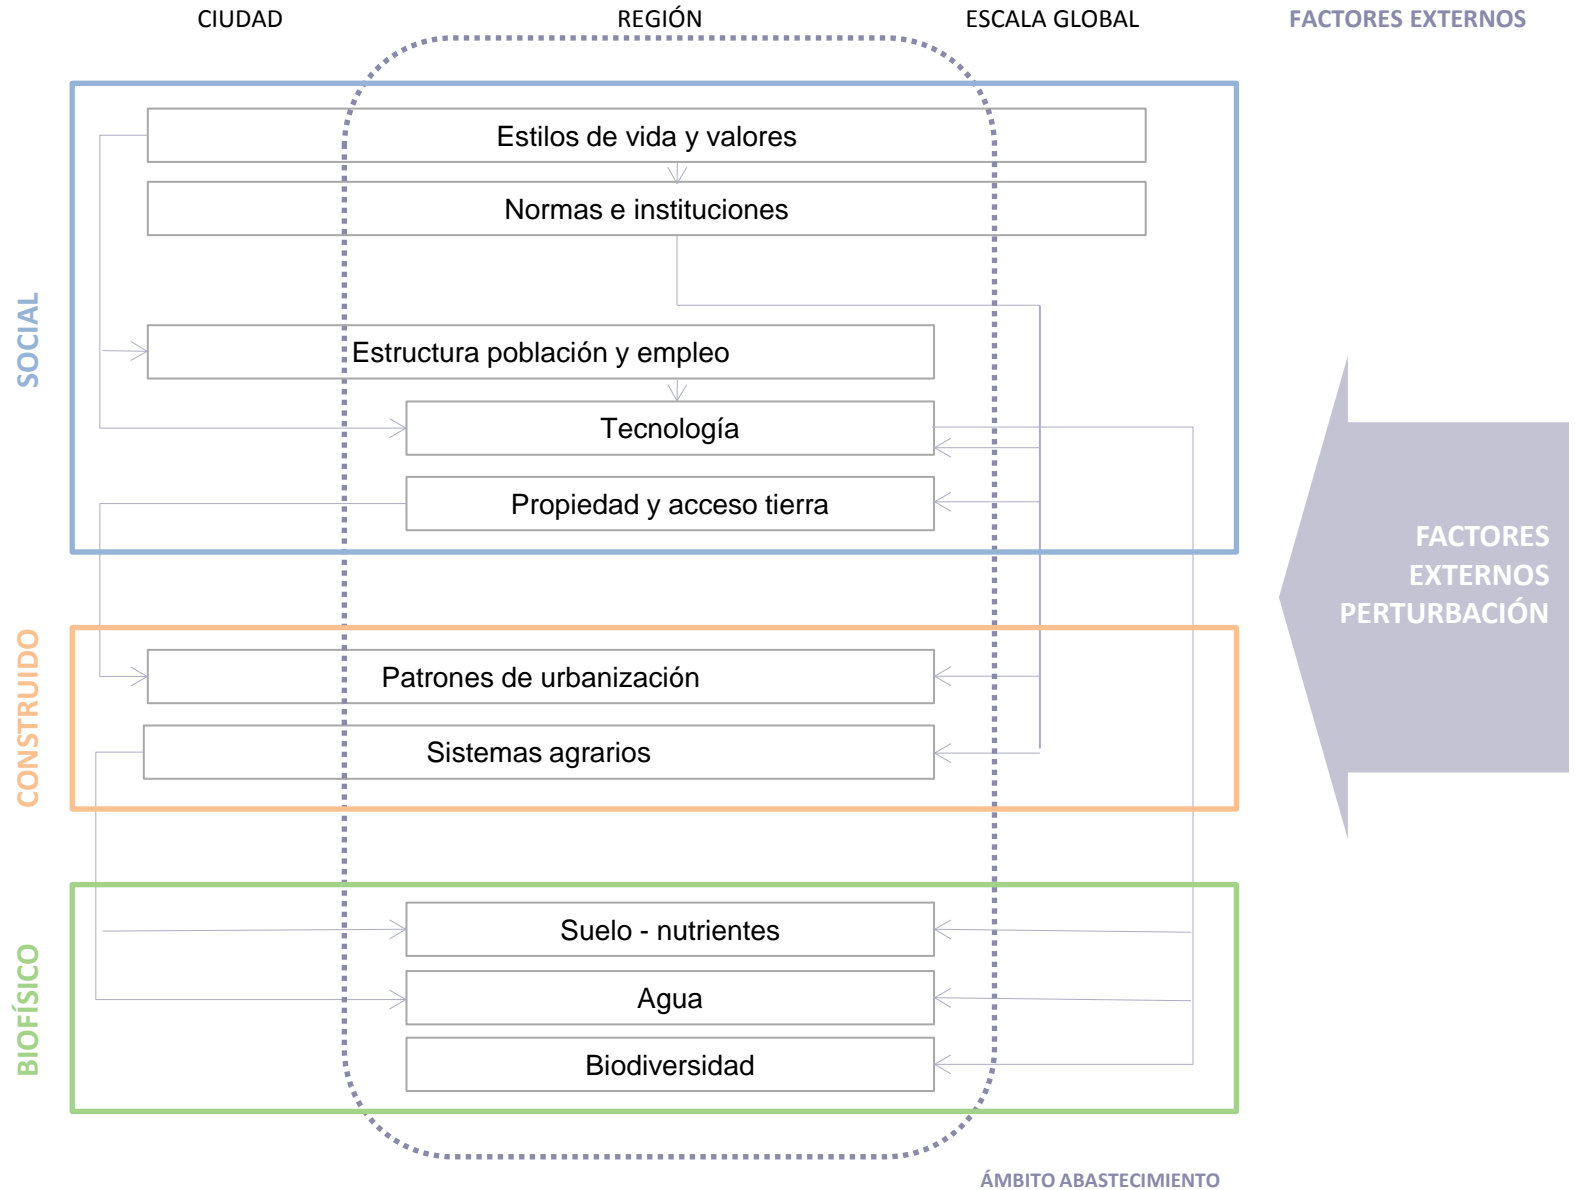 CIUDAD
REGIÓN
ESCALA GLOBAL
FACTORES EXTERNOS
SOCIAL
Estilos de vida y valores
Normas e instituciones
Estructura población y empleo
Tecnología
Propiedad y acceso tierra
FACTORES
EXTERNOS
PERTURBACIÓN
CONSTRUIDO
Patrones de urbanización
Sistemas agrarios
BIOFÍSICO
Suelo - nutrientes
Agua
Biodiversidad
ÁMBITO ABASTECIMIENTO